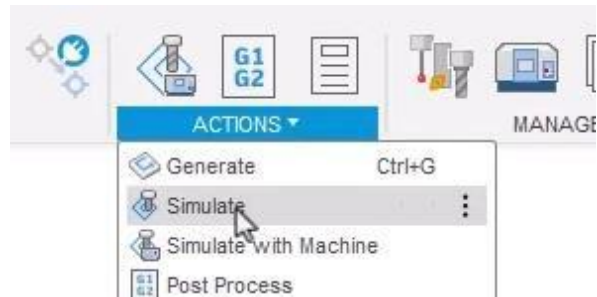 G1
G2
ACTIONS ▾
MANAGE
Generate Ctrl+G
Simulate
Simulate with Machine
G1
G2
Post Process